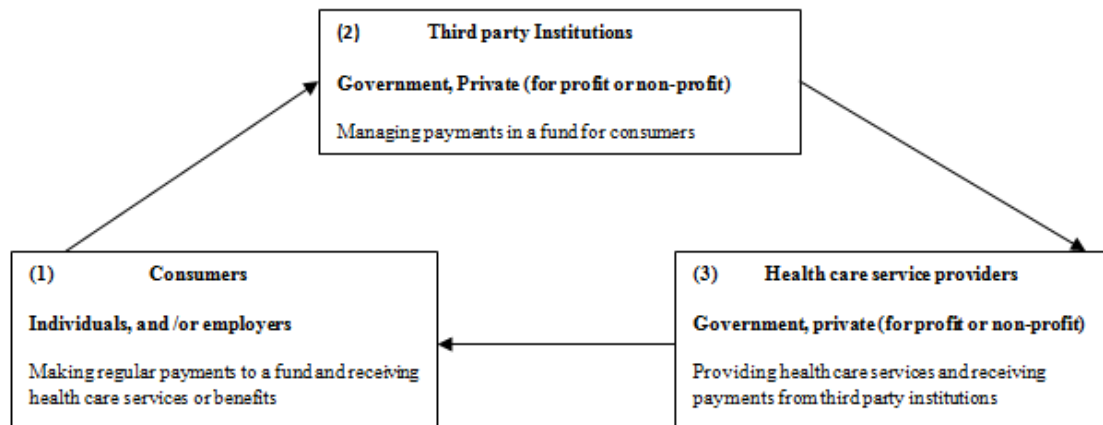 (2) Third party Institutions
Government, Private (for profit or non-profit)
Managing payments in a fund for consumers
(1) Consumers
Individuals, and /or employers
Making regular payments to a fund and receiving
health care services or benefits
(3) Health care service providers
Government, private (for profit or non-profit)
Providing health care services and receiving
payments from third party institutions